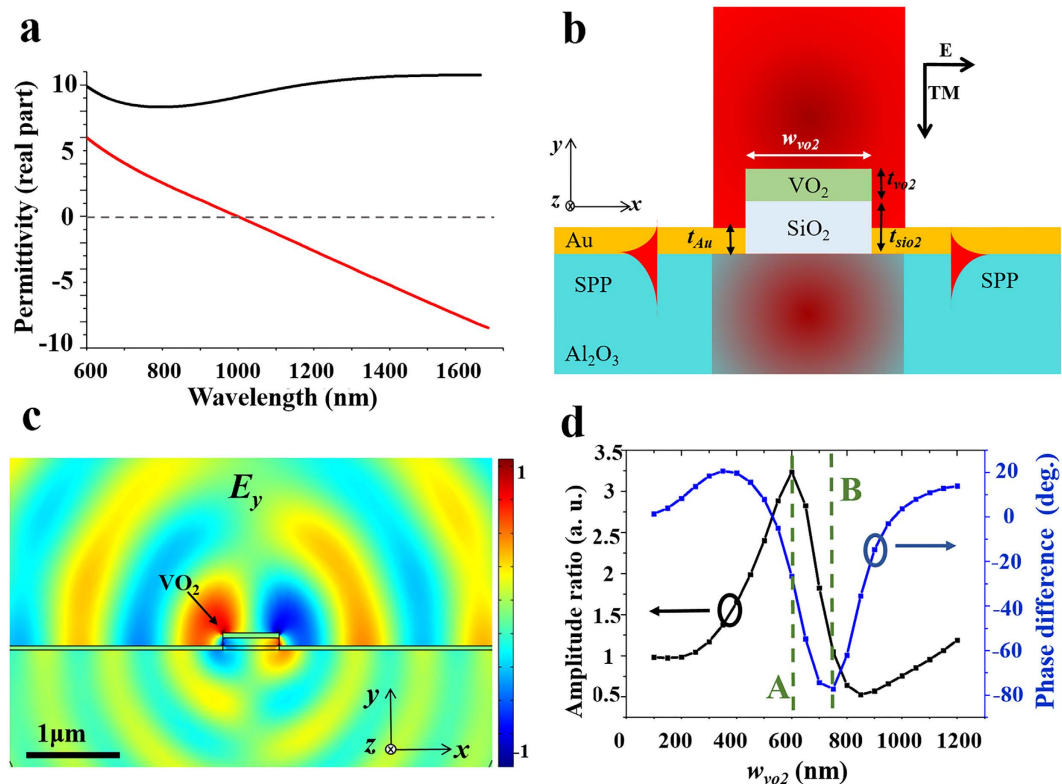 a
Permittivity (real part)
10
5
0
-5
-10
600 800 1000 1200 1400 1600
Wavelength (nm)
b
E
TM
w_vo2
y
z x
VO₂
t_vo2
Au
t_Au
SiO₂
t_sio2
SPP
SPP
Al₂O₃
c
E_y
VO₂
y
z x
1μm
1
-1
d
Amplitude ratio (a. u.)
3.5
3
2.5
2
1.5
1
0.5
0 200 400 600 800 1000 1200
w_vo2 (nm)
A
B
20
0
-20
-40
-60
-80
Phase difference (deg.)